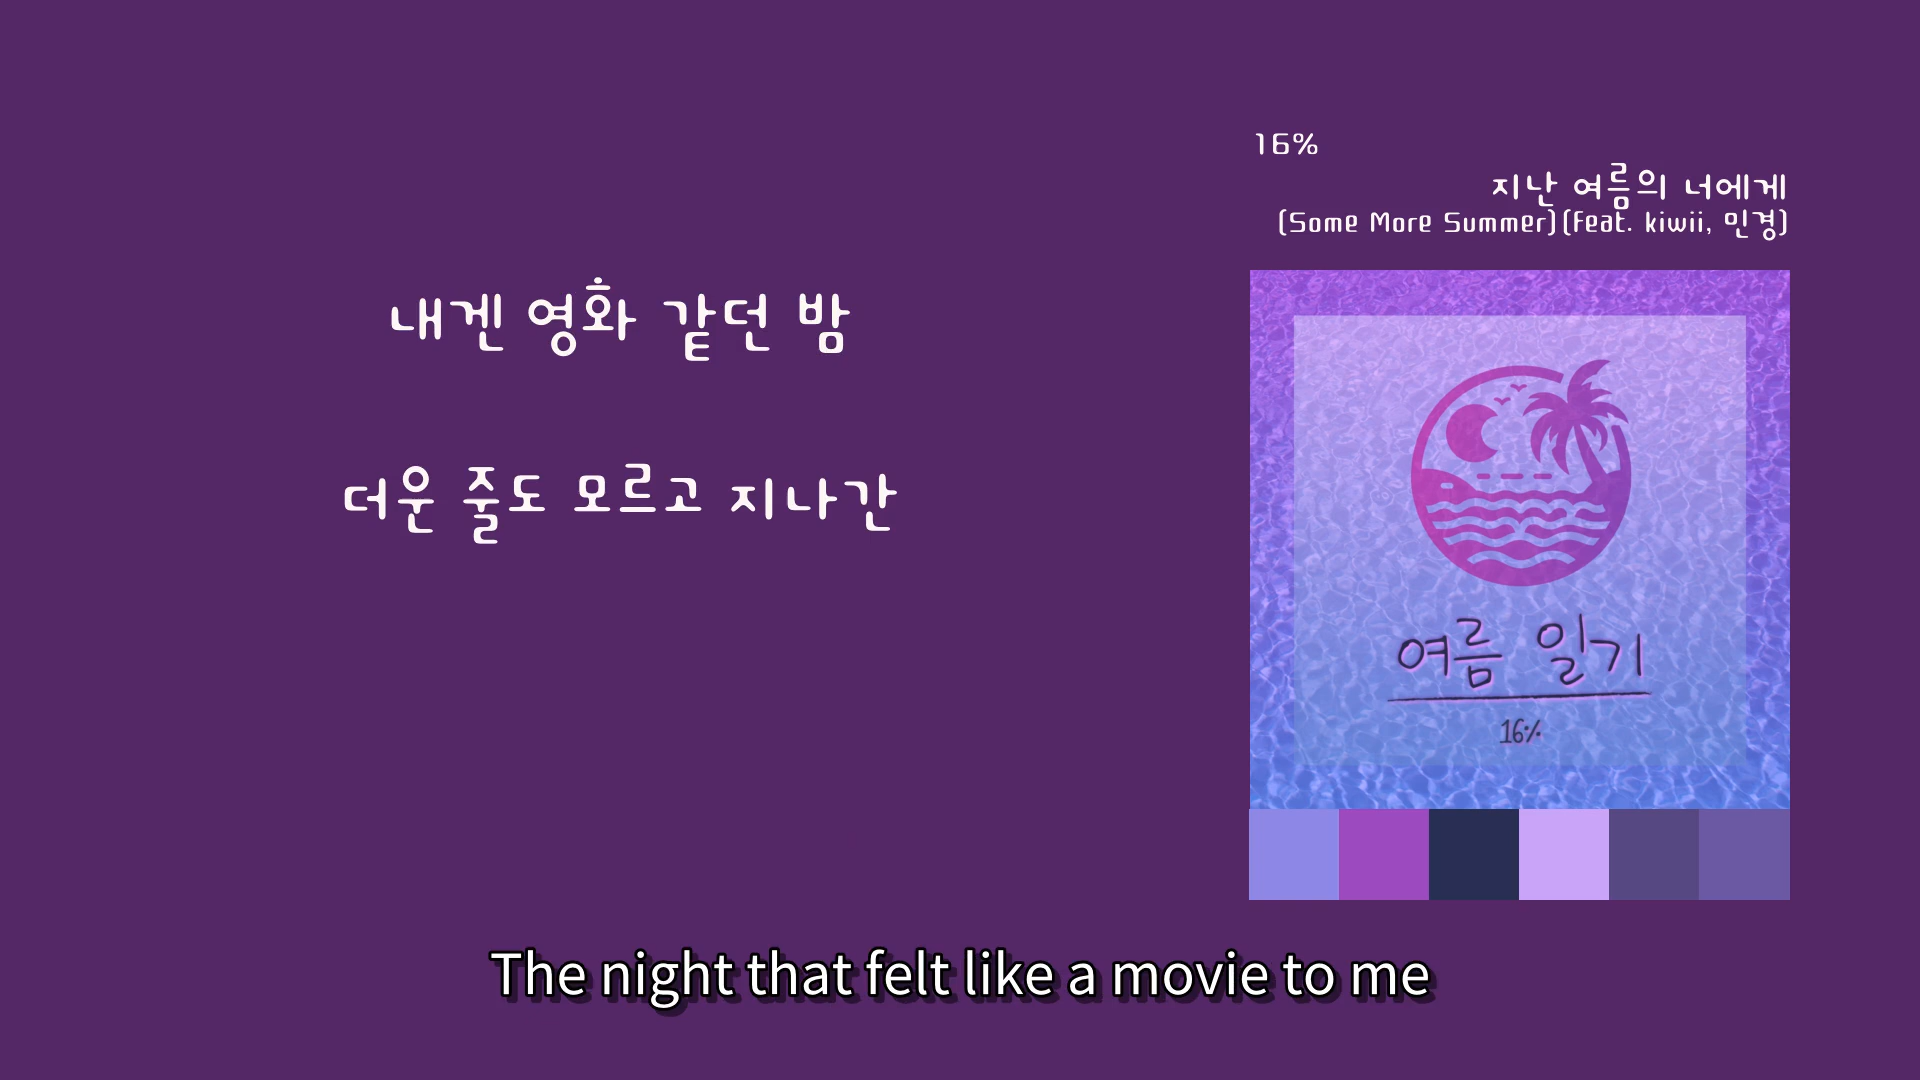 16%
지난 여름의 너에게
(Some More Summer)(Feat. kiwii, 민경)
내겐 영화 같던 밤
더운 줄도 모르고 지나간
여름 일기
16%
The night that felt like a movie to me